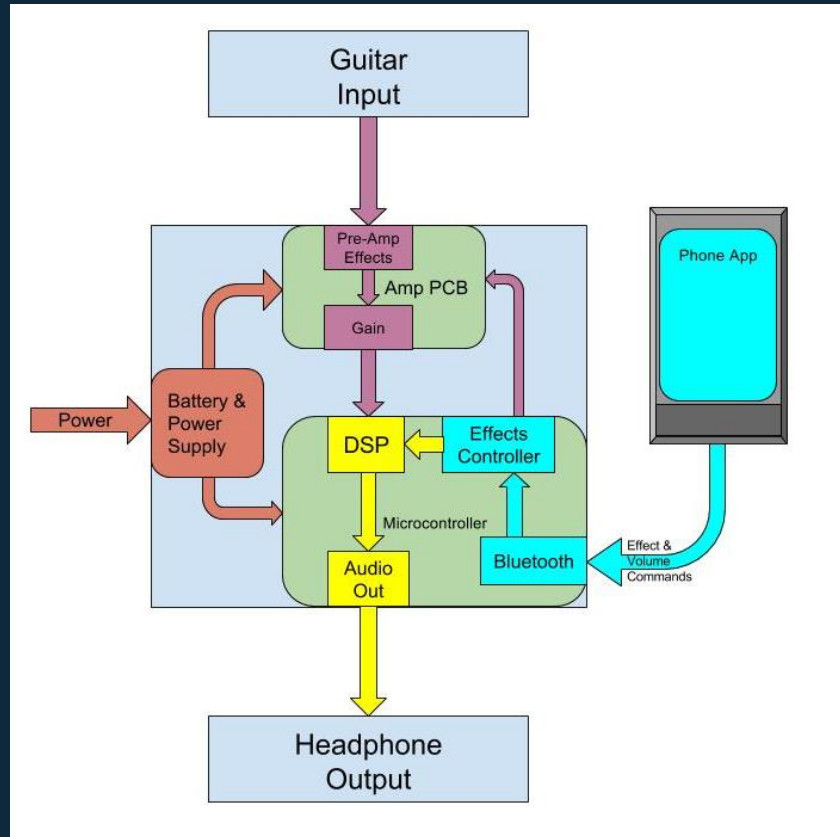 Guitar
Input
Pre-Amp
Effects
Amp PCB
Gain
Phone App
Power
Battery &
Power
Supply
DSP
Effects
Controller
Microcontroller
Bluetooth
Effect &
Volume
Commands
Audio
Out
Headphone
Output